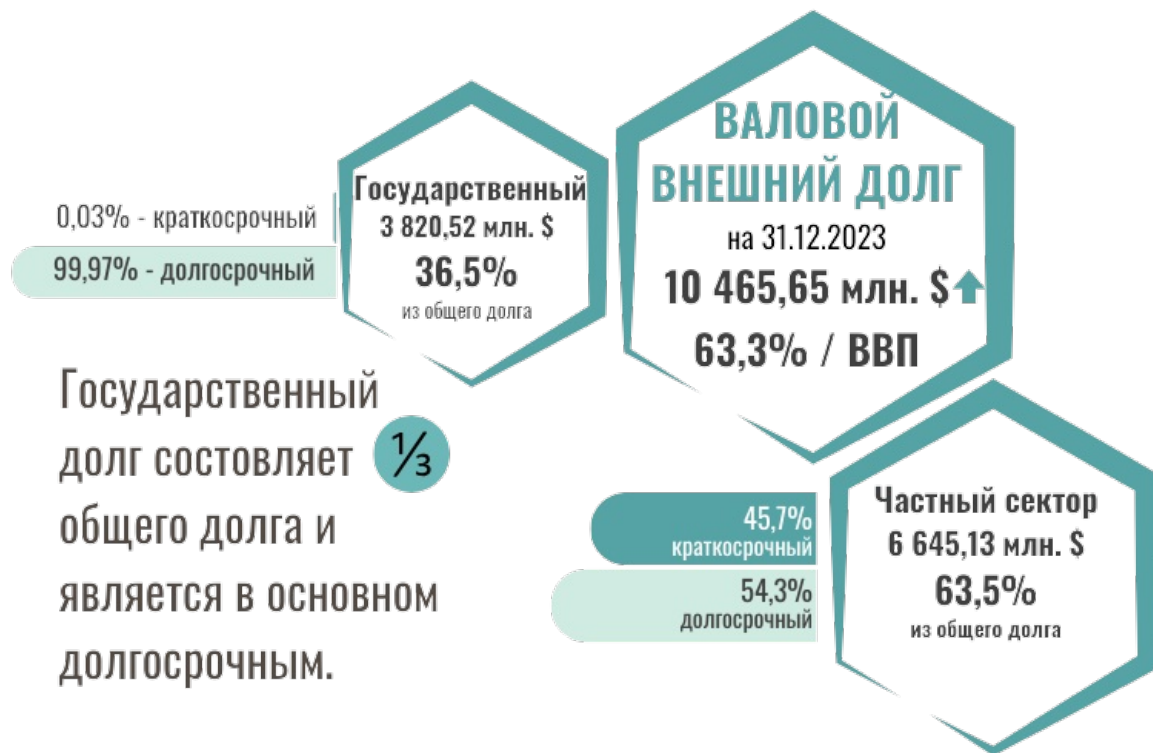 ВАЛОВОЙ
ВНЕШНИЙ ДОЛГ
на 31.12.2023
10 465,65 млн. $
63,3% / ВВП
Государственный
3 820,52 млн. $
36,5%
из общего долга
0,03% - краткосрочный
99,97% - долгосрочный
Государственный
долг состовляет ⅓
общего долга и
является в основном
долгосрочным.
Частный сектор
6 645,13 млн. $
63,5%
из общего долга
45,7%
краткосрочный
54,3%
долгосрочный